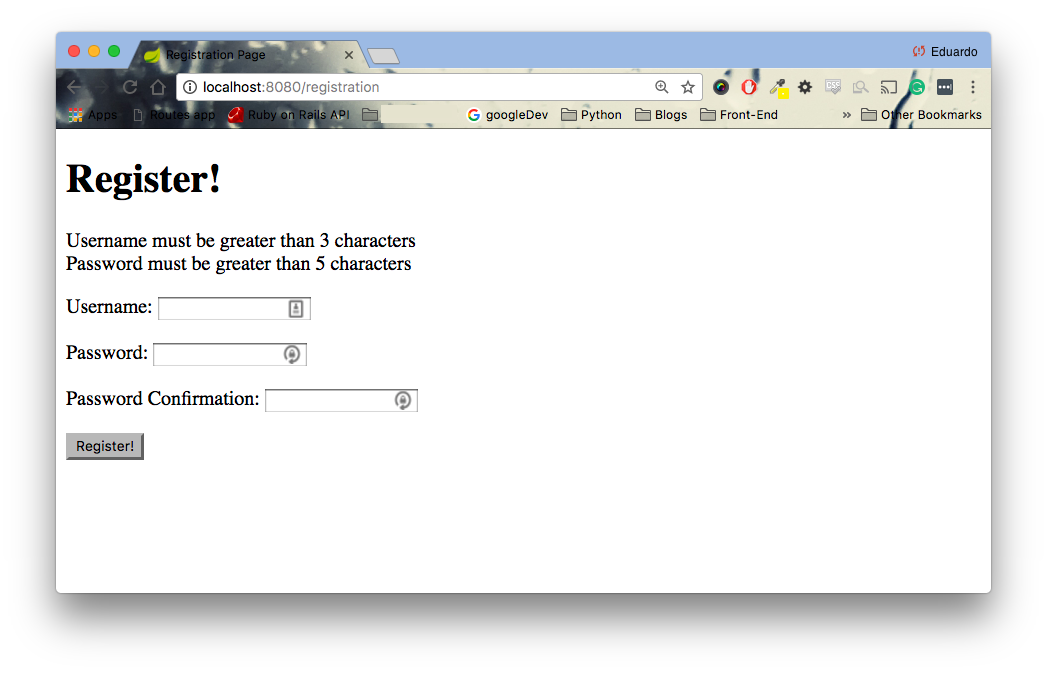 Registration Page
Eduardo
localhost:8080/registration
Apps Routes app Ruby on Rails API googleDev Python Blogs Front-End » Other Bookmarks
Register!
Username must be greater than 3 characters
Password must be greater than 5 characters
Username:
Password:
Password Confirmation:
Register!